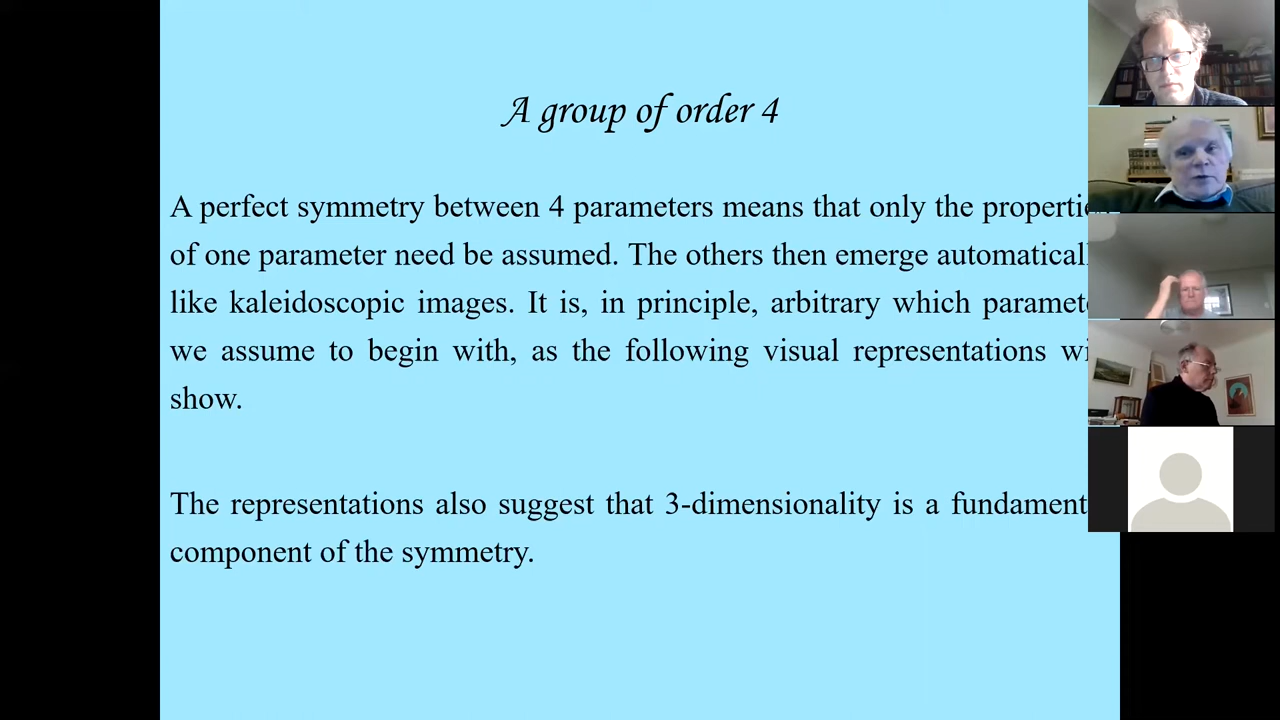 A group of order 4
A perfect symmetry between 4 parameters means that only the properti
of one parameter need be assumed. The others then emerge automatical
like kaleidoscopic images. It is, in principle, arbitrary which paramet
we assume to begin with, as the following visual representations wi
show.
The representations also suggest that 3-dimensionality is a fundament
component of the symmetry.